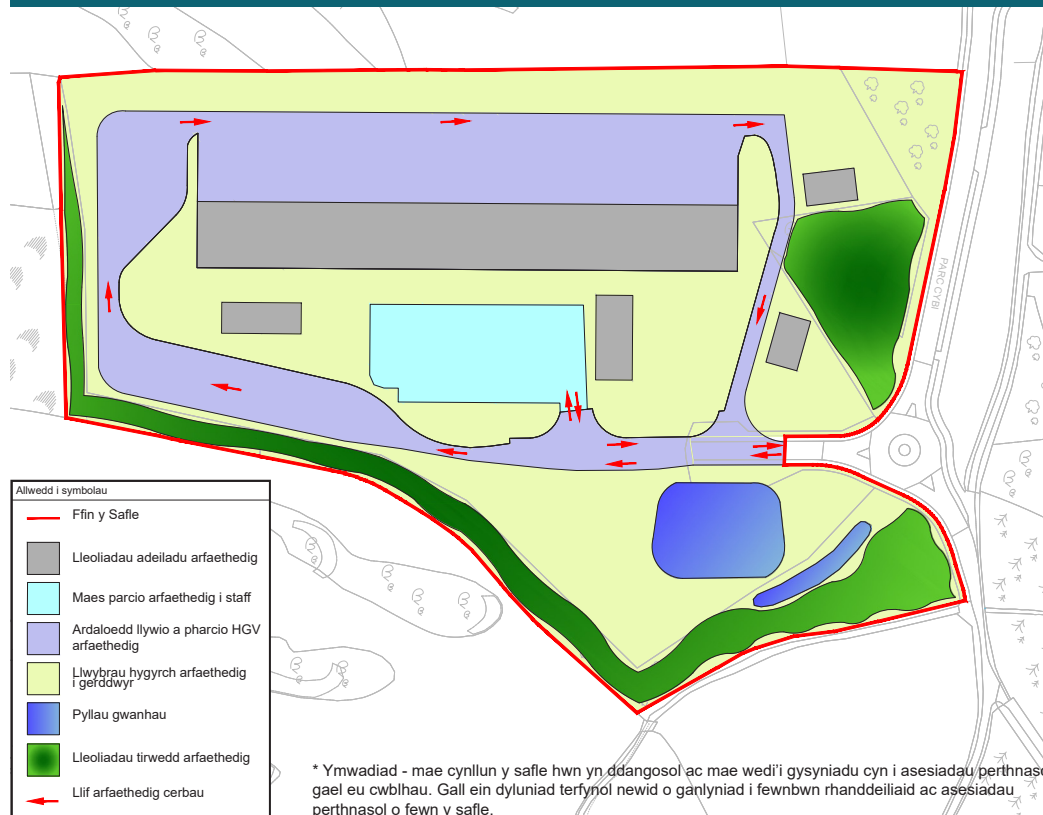 PARC CYBI
Allwedd i symbolau
Ffin y Safle
Lleoliadau adeiladu arfaethedig
Maes parcio arfaethedig i staff
Ardaloedd llywio a pharcio HGV
arfaethedig
Llwybrau hygyrch arfaethedig
i gerddwyr
Pyllau gwanhau
Lleoliadau tirwedd arfaethedig
Llif arfaethedig cerbau
* Ymwadiad - mae cynllun y safle hwn yn ddangosol ac mae wedi'i gysyniadu cyn i asesiadau
gael eu cwblhau. Gall ein dyluniad terfynol newid o ganlyniad i fewnbwn rhanddeiliaid ac asesiadau
perthnasol o fewn y safle.